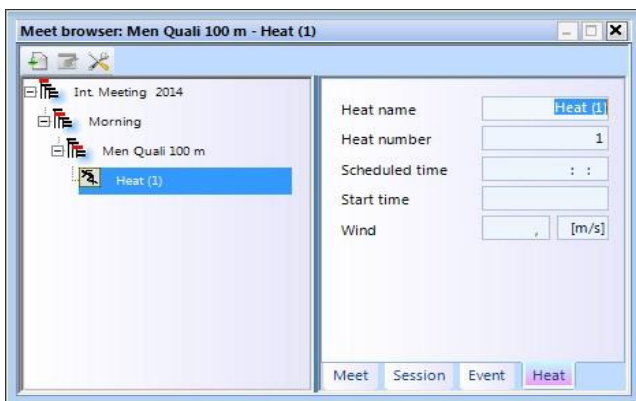 Meet browser: Men Quali 100 m - Heat (1)
Int. Meeting 2014
Morning
Men Quali 100 m
Heat (1)
Heat name Heat (1)
Heat number 1
Scheduled time : :
Start time
Wind , [m/s]
Meet Session Event Heat